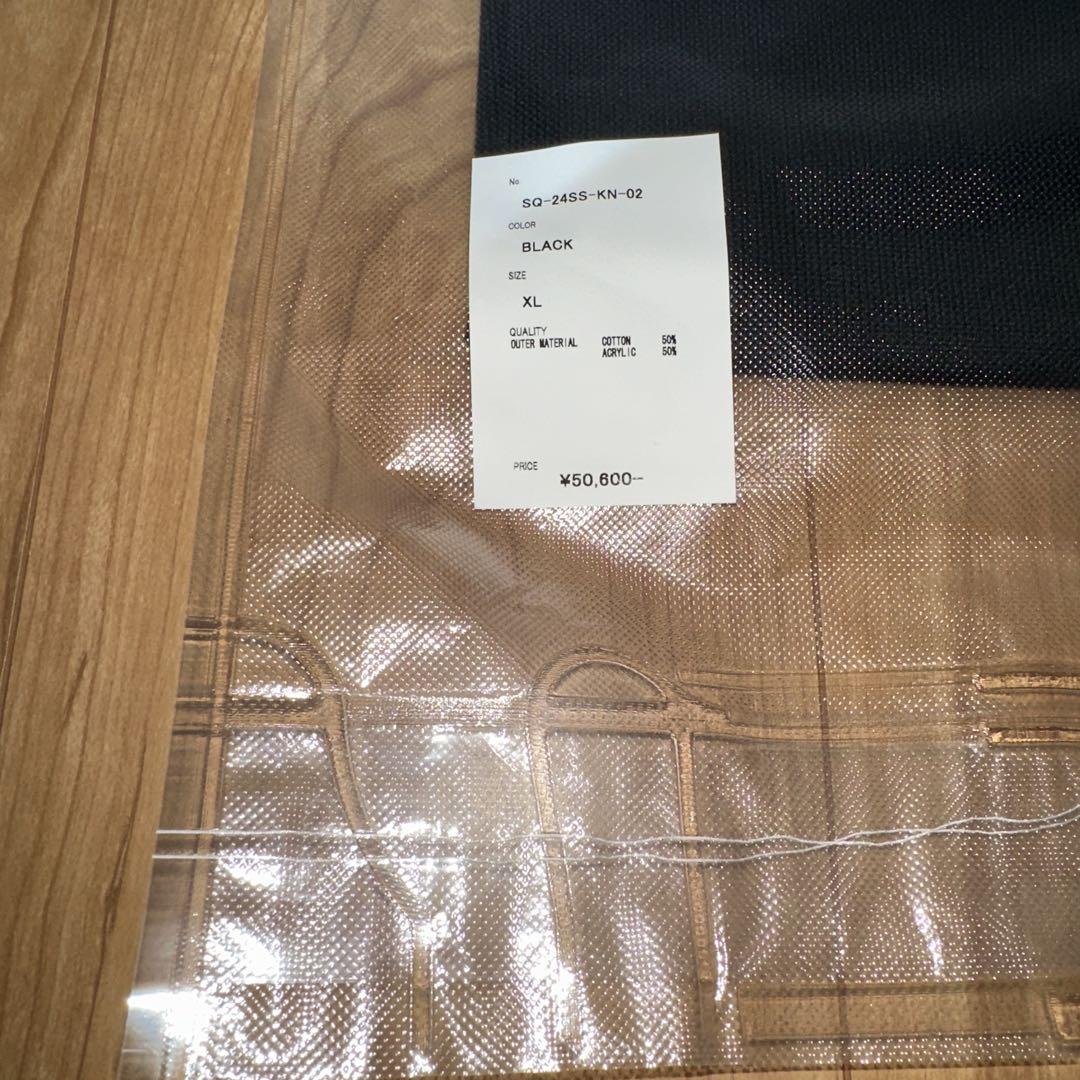 No.
SQ-24SS-KN-02
COLOR
BLACK
SIZE
XL
QUALITY
OUTER MATERIAL COTTON 50%
ACRYLIC 50%
PRICE
¥50,600-